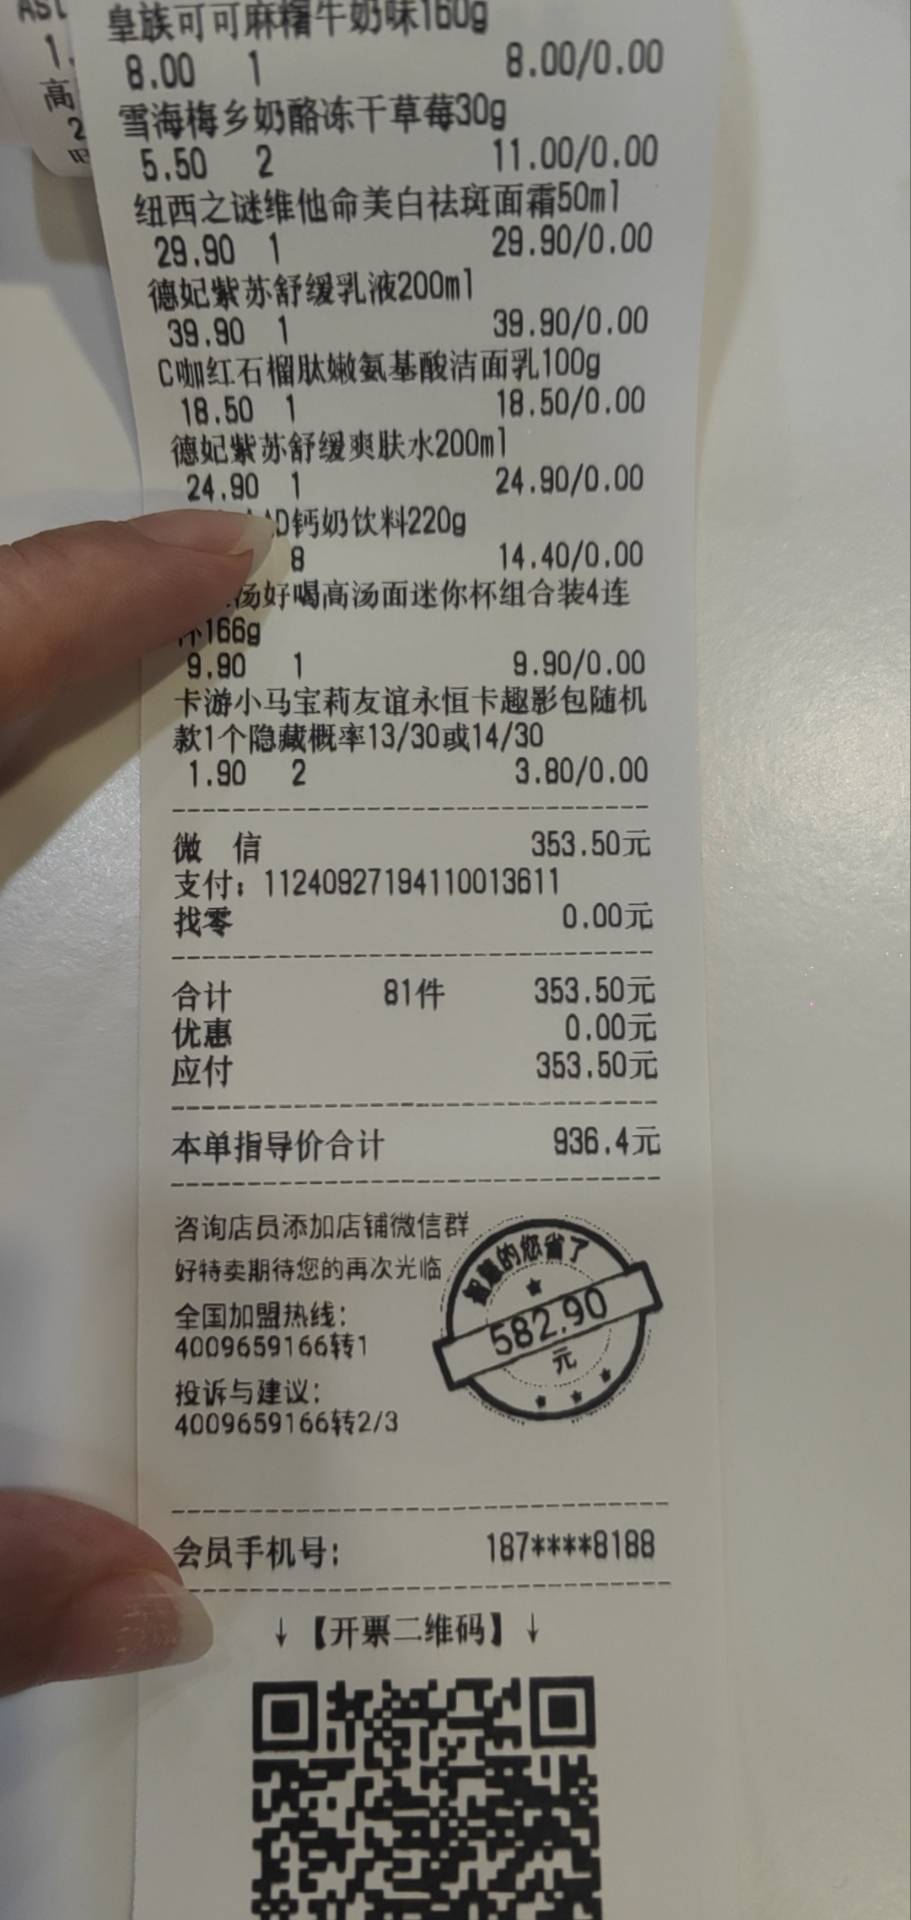 皇族可可麻糬牛奶味160g
8.00 1 8.00/0.00
雪海梅乡奶酪冻干草莓30g
5.50 2 11.00/0.00
纽西之谜维他命美白祛斑面霜50ml
29.90 1 29.90/0.00
德妃紫苏舒缓乳液200ml
39.90 1 39.90/0.00
C咖红石榴肽嫩氨基酸洁面乳100g
18.50 1 18.50/0.00
德妃紫苏舒缓爽肤水200ml
24.90 1 24.90/0.00
AD钙奶饮料220g
8 14.40/0.00
汤好喝高汤面迷你杯组合装4连
杯166g
9.90 1 9.90/0.00
卡游小马宝莉友谊永恒卡趣影包随机
款1个隐藏概率13/30或14/30
1.90 2 3.80/0.00
微 信 353.50元
支付：11240927194110013611
找零 0.00元
合计 81件 353.50元
优惠 0.00元
应付 353.50元
本单指导价合计 936.4元
咨询店员添加店铺微信群
好特卖期待您的再次光临
全国加盟热线：
4009659166转1
投诉与建议：
4009659166转2/3
智慧的您省了
582.90
元
会员手机号： 187****8188
↓【开票二维码】↓